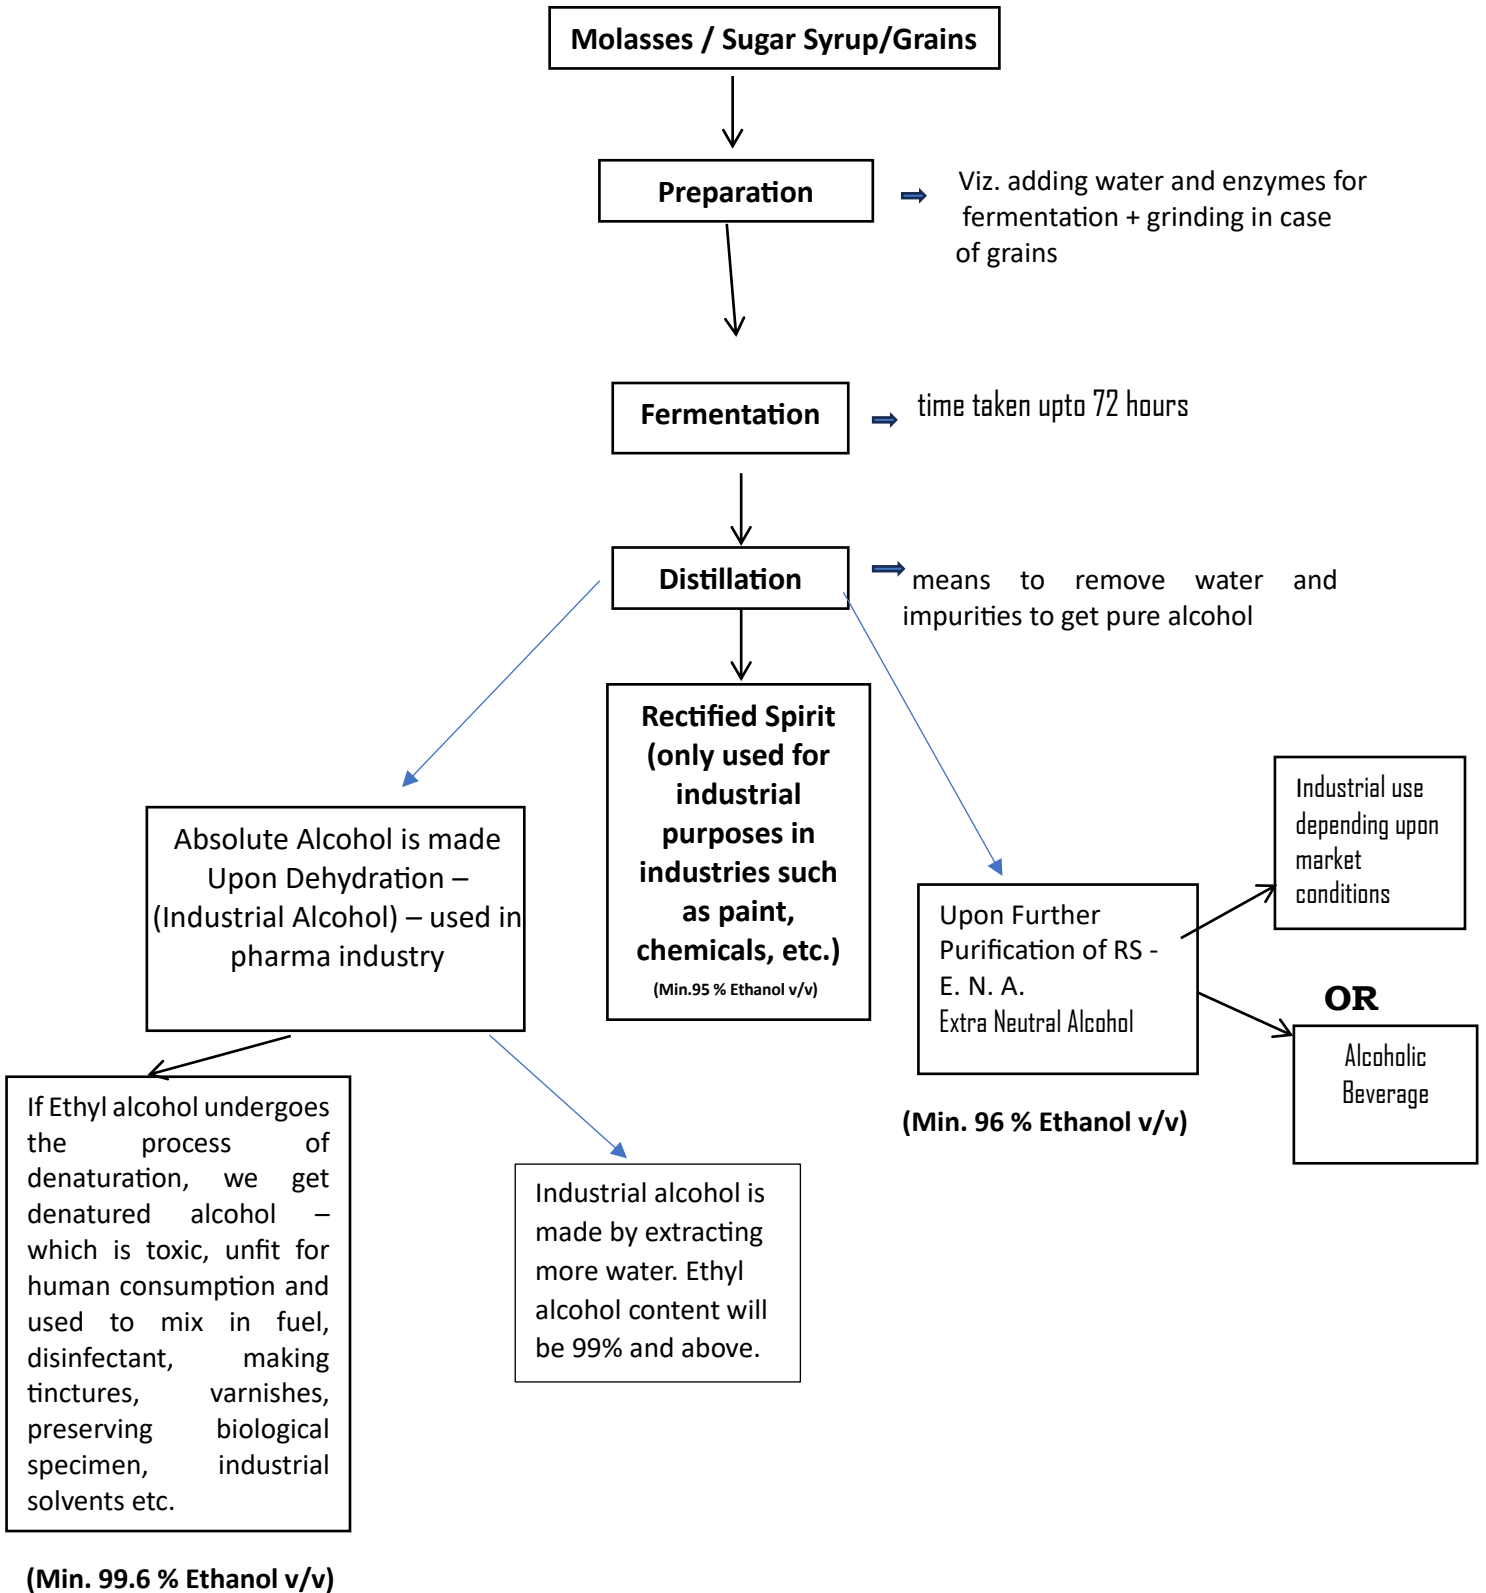 Molasses / Sugar Syrup/Grains
Preparation
Viz. adding water and enzymes for
fermentation + grinding in case
of grains
Fermentation
time taken upto 72 hours
Distillation
means to remove water and
impurities to get pure alcohol
Rectified Spirit
(only used for
industrial
purposes in
industries such
as paint,
chemicals, etc.)
(Min.95 % Ethanol v/v)
Absolute Alcohol is made
Upon Dehydration –
(Industrial Alcohol) – used in
pharma industry
Upon Further
Purification of RS -
E. N. A.
Extra Neutral Alcohol
(Min. 96 % Ethanol v/v)
Industrial use
depending upon
market
conditions
OR
Alcoholic
Beverage
If Ethyl alcohol undergoes
the process of
denaturation, we get
denatured alcohol –
which is toxic, unfit for
human consumption and
used to mix in fuel,
disinfectant, making
tinctures, varnishes,
preserving biological
specimen, industrial
solvents etc.
(Min. 99.6 % Ethanol v/v)
Industrial alcohol is
made by extracting
more water. Ethyl
alcohol content will
be 99% and above.